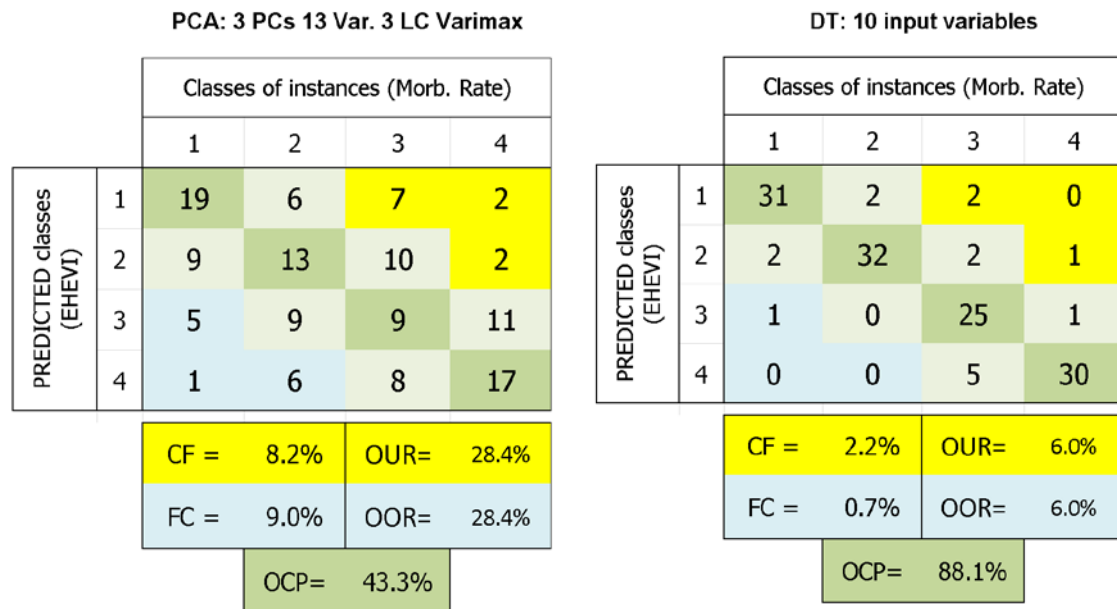 PCA: 3 PCs 13 Var. 3 LC Varimax
Classes of instances (Morb. Rate)
1 2 3 4
PREDICTED classes
(EHEVI)
1 19 6 7 2
2 9 13 10 2
3 5 9 9 11
4 1 6 8 17
CF = 8.2% OUR= 28.4%
FC = 9.0% OOR= 28.4%
OCP= 43.3%
DT: 10 input variables
Classes of instances (Morb. Rate)
1 2 3 4
PREDICTED classes
(EHEVI)
1 31 2 2 0
2 2 32 2 1
3 1 0 25 1
4 0 0 5 30
CF = 2.2% OUR= 6.0%
FC = 0.7% OOR= 6.0%
OCP= 88.1%